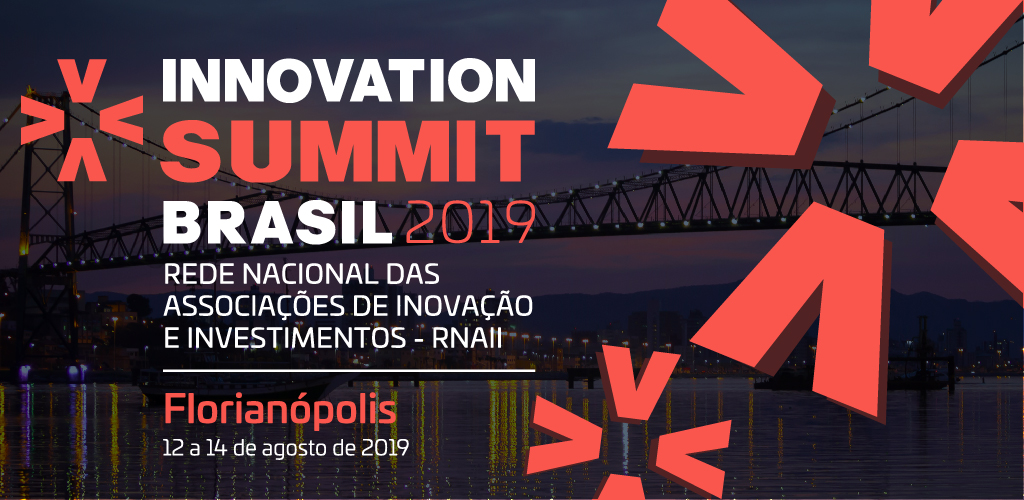 INNOVATION
SUMMIT
BRASIL 2019
REDE NACIONAL DAS
ASSOCIAÇÕES DE INOVAÇÃO
E INVESTIMENTOS - RNAII
Florianópolis
12 a 14 de agosto de 2019